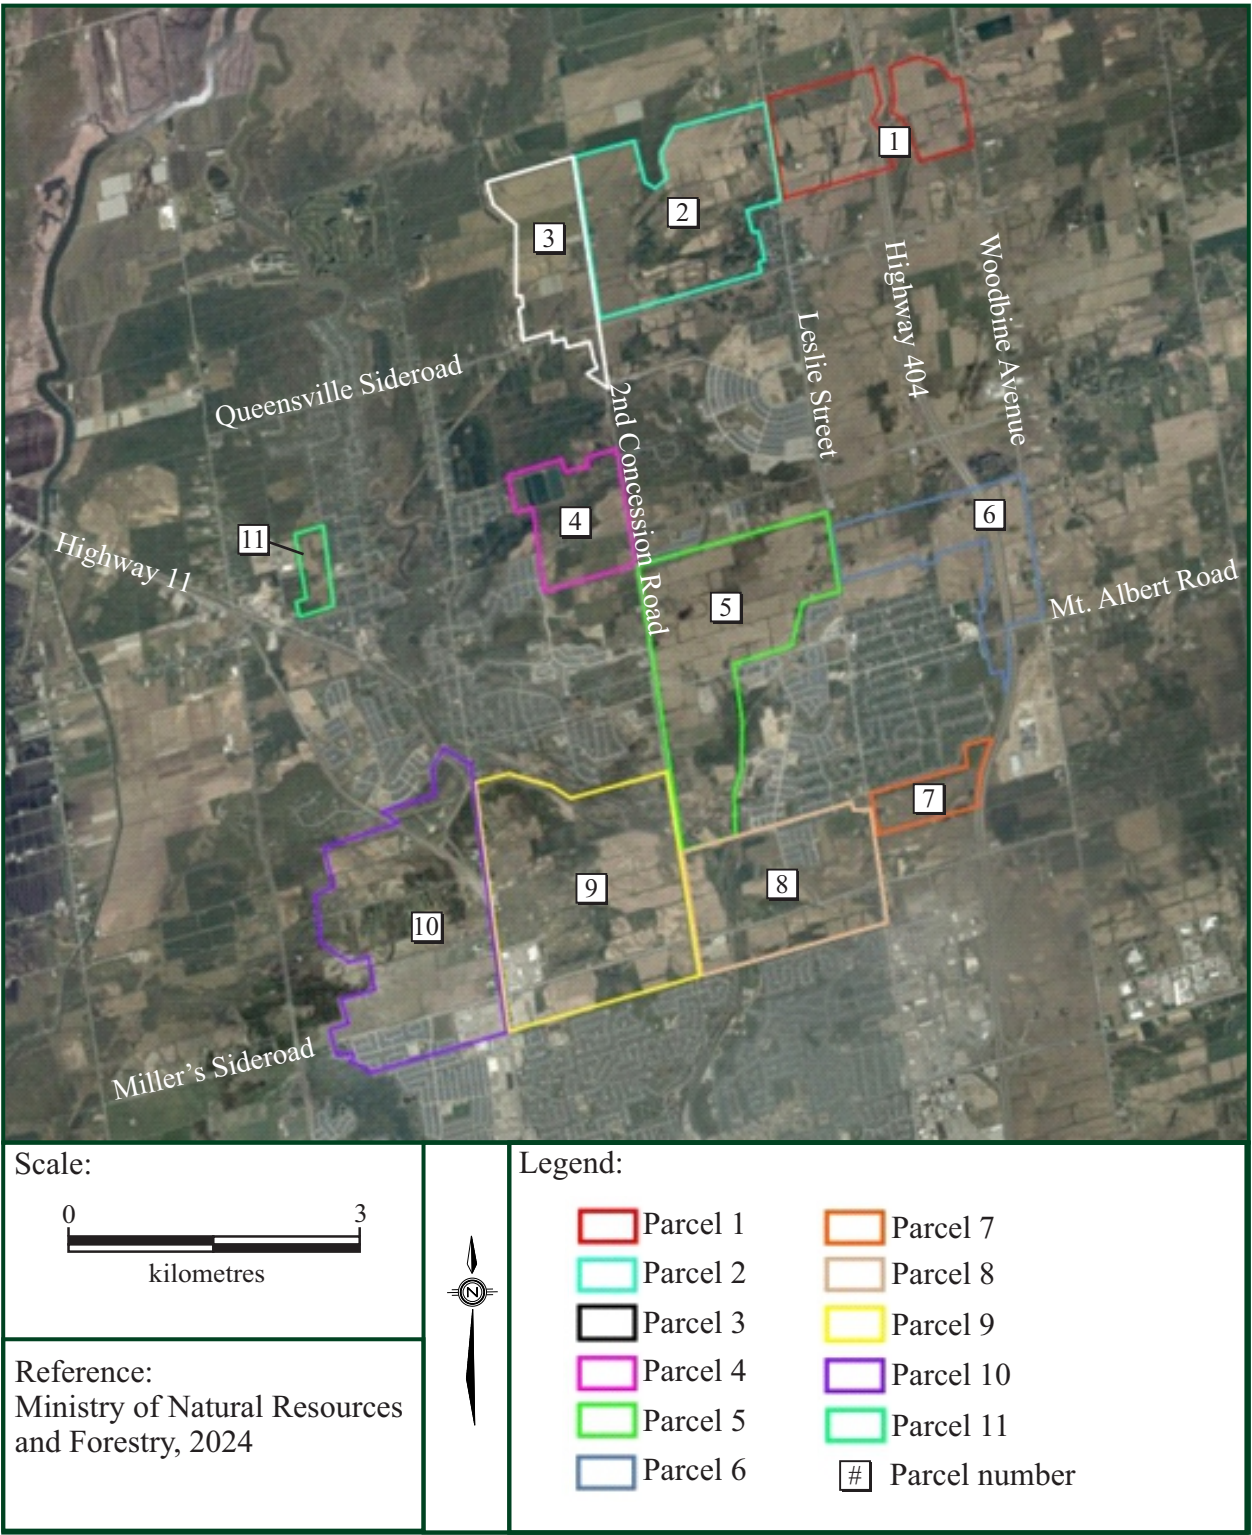 1
2
3
Highway 404
Woodbine Avenue
Leslie Street
Queensville Sideroad
2nd Concession Road
4
6
11
Highway 11
5
Mt. Albert Road
7
9
8
10
Miller's Sideroad
Scale:
0 3
kilometres
Reference:
Ministry of Natural Resources
and Forestry, 2024
N
Legend:
Parcel 1
Parcel 2
Parcel 3
Parcel 4
Parcel 5
Parcel 6
Parcel 7
Parcel 8
Parcel 9
Parcel 10
Parcel 11
# Parcel number